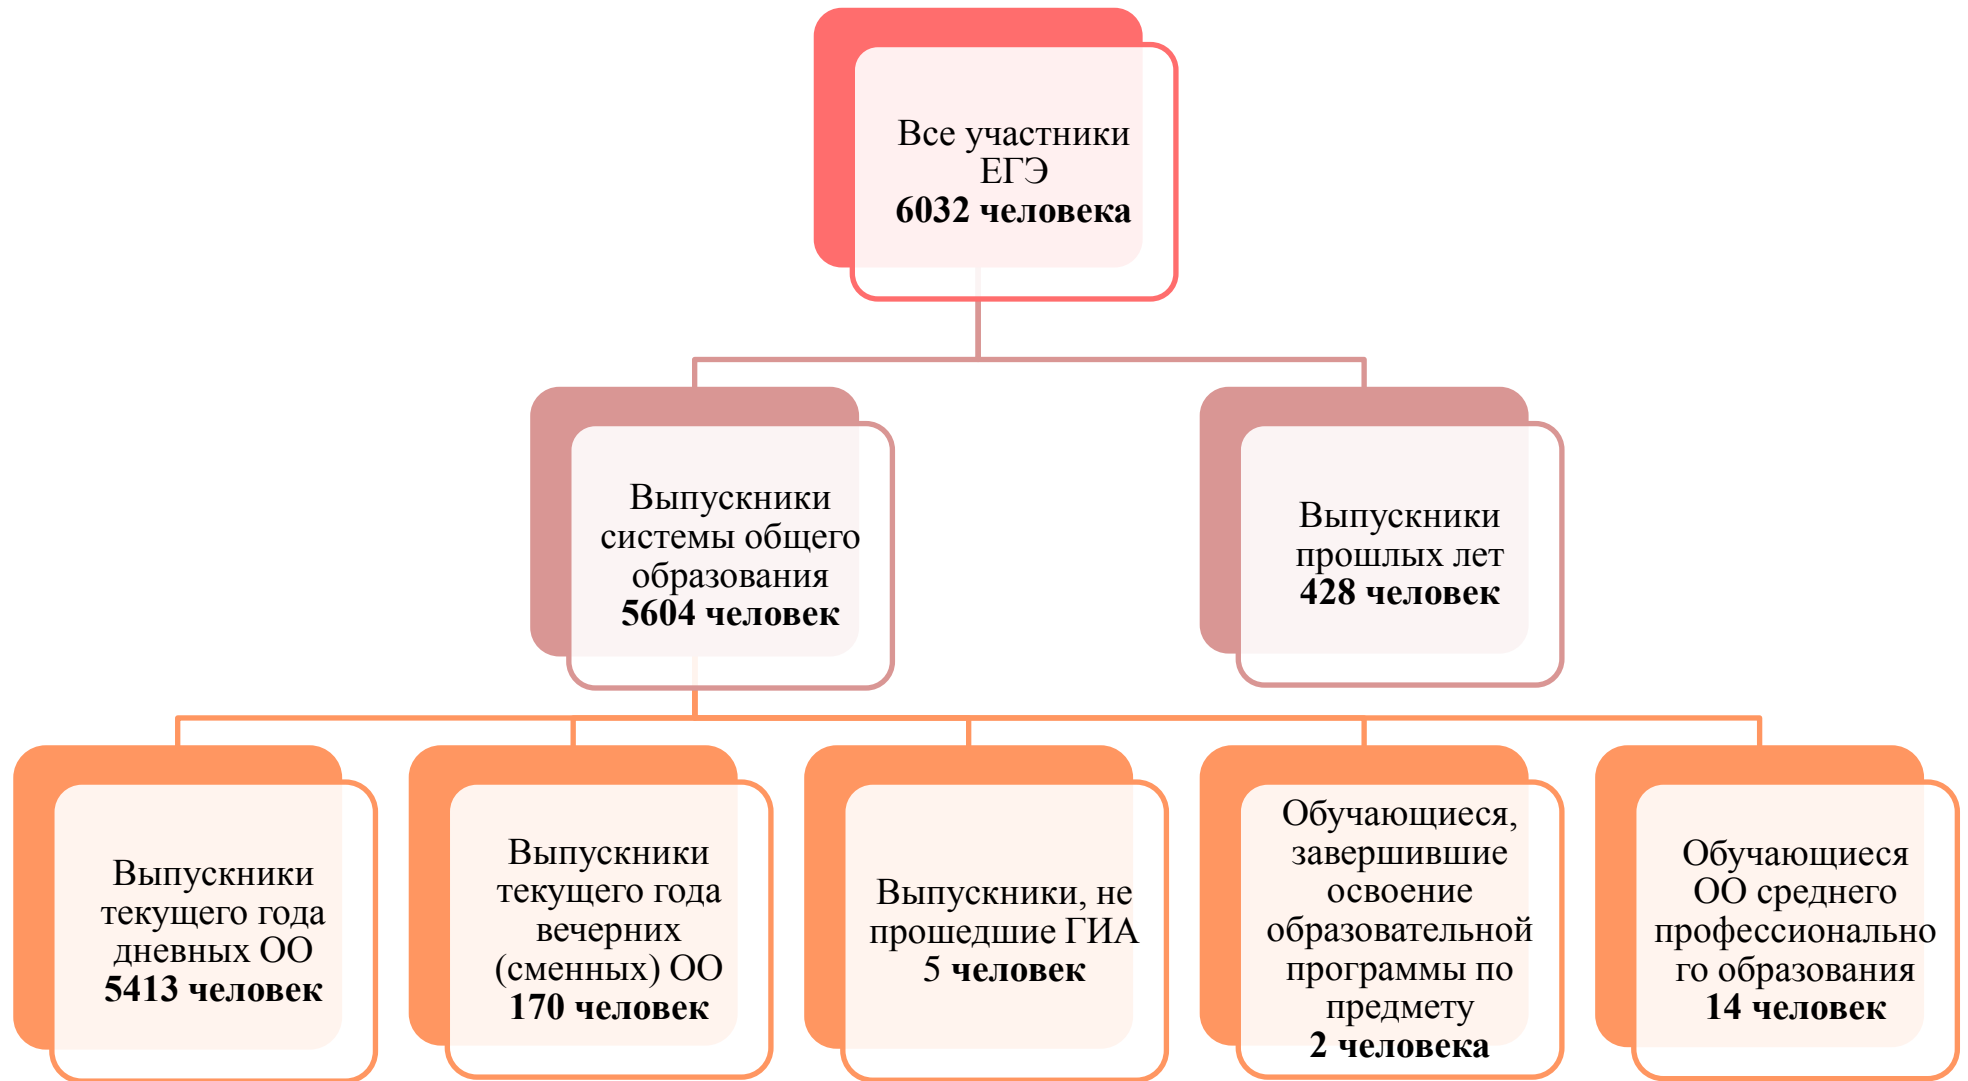 Все участники
ЕГЭ
6032 человека
Выпускники
системы общего
образования
5604 человек
Выпускники
прошлых лет
428 человек
Выпускники
текущего года
дневных ОО
5413 человек
Выпускники
текущего года
вечерних
(сменных) ОО
170 человек
Выпускники, не
прошедшие ГИА
5 человек
Обучающиеся,
завершившие
освоение
образовательной
программы по
предмету
2 человека
Обучающиеся
ОО среднего
профессионально
го образования
14 человек